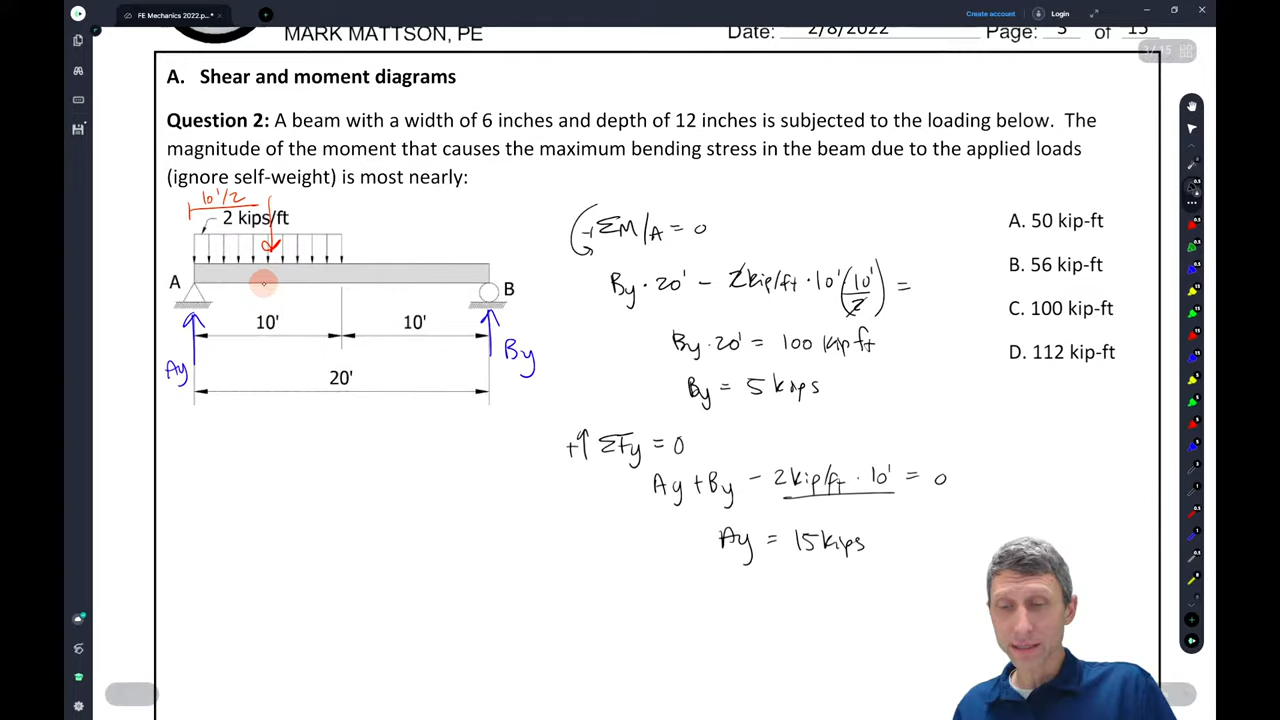 FE Mechanics 2022.p... *
Create account
Login
MARK MATTSON, PE
Date: 2/8/2022 Page: 3 of 15
3 / 15
A. Shear and moment diagrams
Question 2: A beam with a width of 6 inches and depth of 12 inches is subjected to the loading below. The
magnitude of the moment that causes the maximum bending stress in the beam due to the applied loads
(ignore self-weight) is most nearly:
10'/2
2 kips/ft
A
B
10'
10'
20'
Ay
By
+ ΣM/A = 0
By · 20' - 2kip/ft · 10' (10'/2) =
By · 20' = 100 kip ft
By = 5 kips
+↑ ΣFy = 0
Ay + By - 2kip/ft · 10' = 0
Ay = 15 kips
A. 50 kip-ft
B. 56 kip-ft
C. 100 kip-ft
D. 112 kip-ft